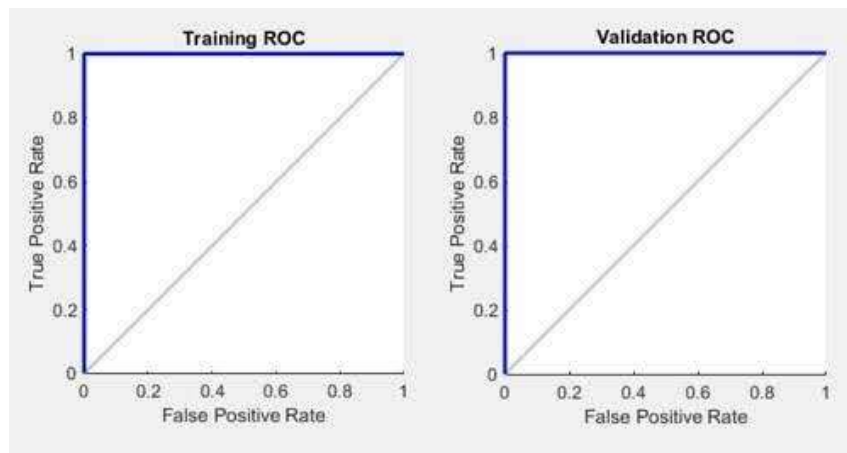 Training ROC
1
0.8
0.6
0.4
0.2
0
True Positive Rate
0 0.2 0.4 0.6 0.8 1
False Positive Rate
Validation ROC
1
0.8
0.6
0.4
0.2
0
True Positive Rate
0 0.2 0.4 0.6 0.8 1
False Positive Rate